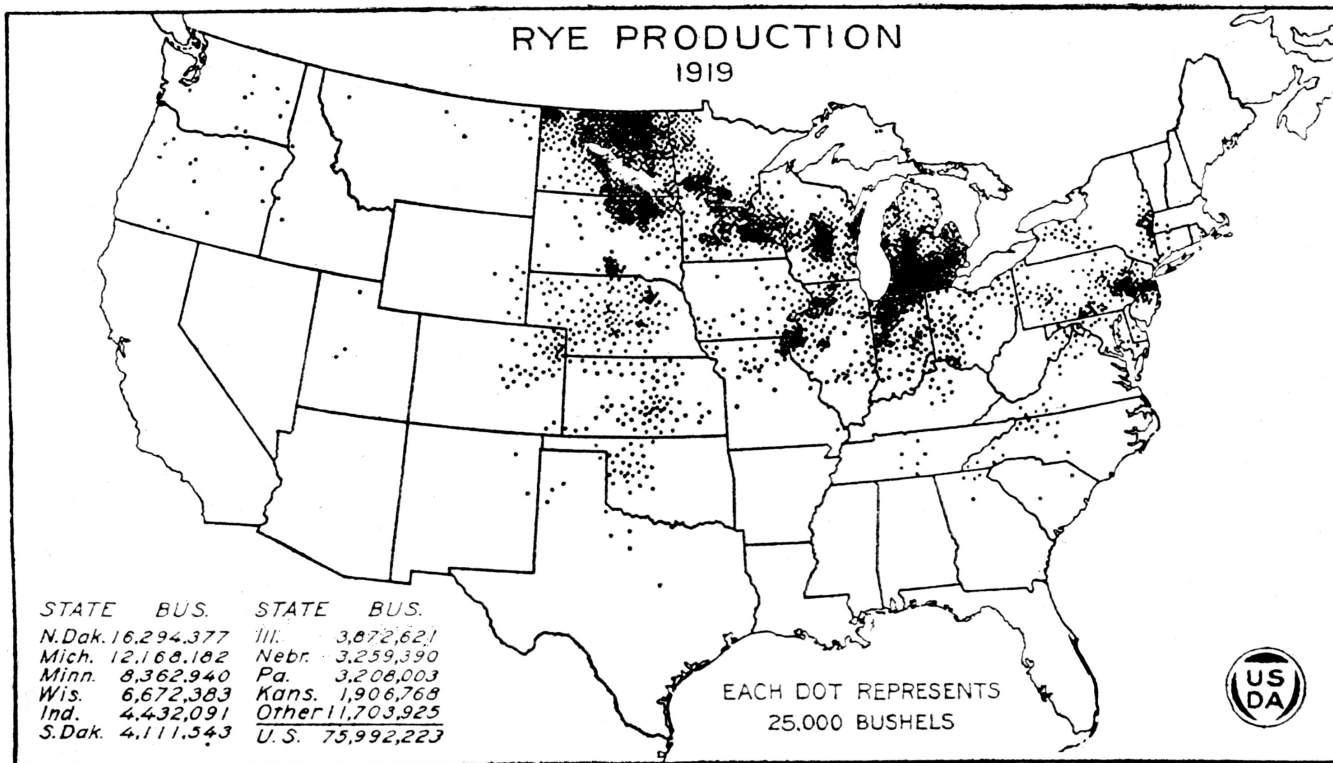 RYE PRODUCTION
1919
STATE BUS. STATE BUS.
N.Dak. 16,294,377 Ill. 3,872,621
Mich. 12,168,182 Nebr. 3,259,390
Minn. 8,362,940 Pa. 3,208,003
Wis. 6,672,383 Kans. 1,906,768
Ind. 4,432,091 Other 11,703,925
S.Dak. 4,111,543 U.S. 75,992,223
EACH DOT REPRESENTS
25,000 BUSHELS
US
DA